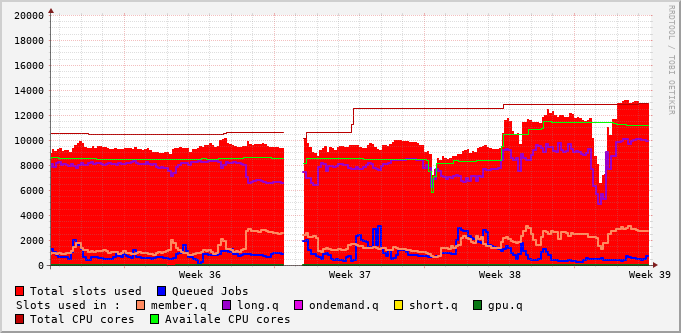 RRDTOOL / TOBI OETIKER
20000
18000
16000
14000
12000
10000
8000
6000
4000
2000
0
Week 36 Week 37 Week 38 Week 39
Total slots used Queued Jobs
Slots used in : member.q long.q ondemand.q short.q gpu.q
Total CPU cores Availale CPU cores